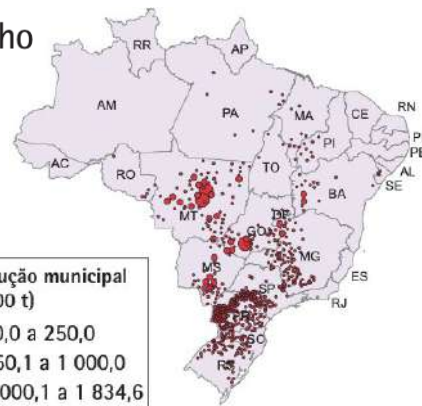 ho
RR
AP
AM
PA
MA
CE
RN
PI
PE
AL
SE
AC
RO
TO
BA
MT
DF
GO
MG
ES
MS
SP
RJ
PR
SC
RS
ução municipal
00 t)
0,0 a 250,0
50,1 a 1 000,0
000,1 a 1 834,6